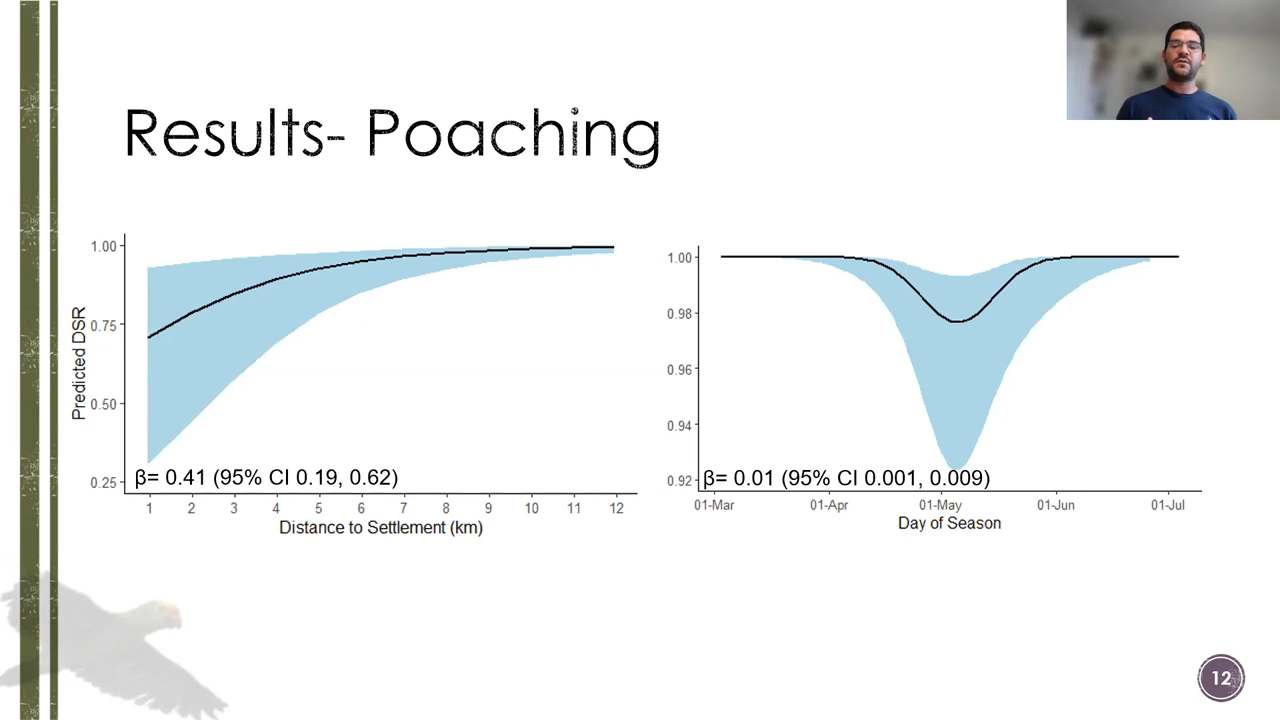 Results- Poaching
Predicted DSR
1.00
0.75
0.50
0.25
β= 0.41 (95% CI 0.19, 0.62)
1 2 3 4 5 6 7 8 9 10 11 12
Distance to Settlement (km)
1.00
0.98
0.96
0.94
0.92
β= 0.01 (95% CI 0.001, 0.009)
01-Mar 01-Apr 01-May 01-Jun 01-Jul
Day of Season
12